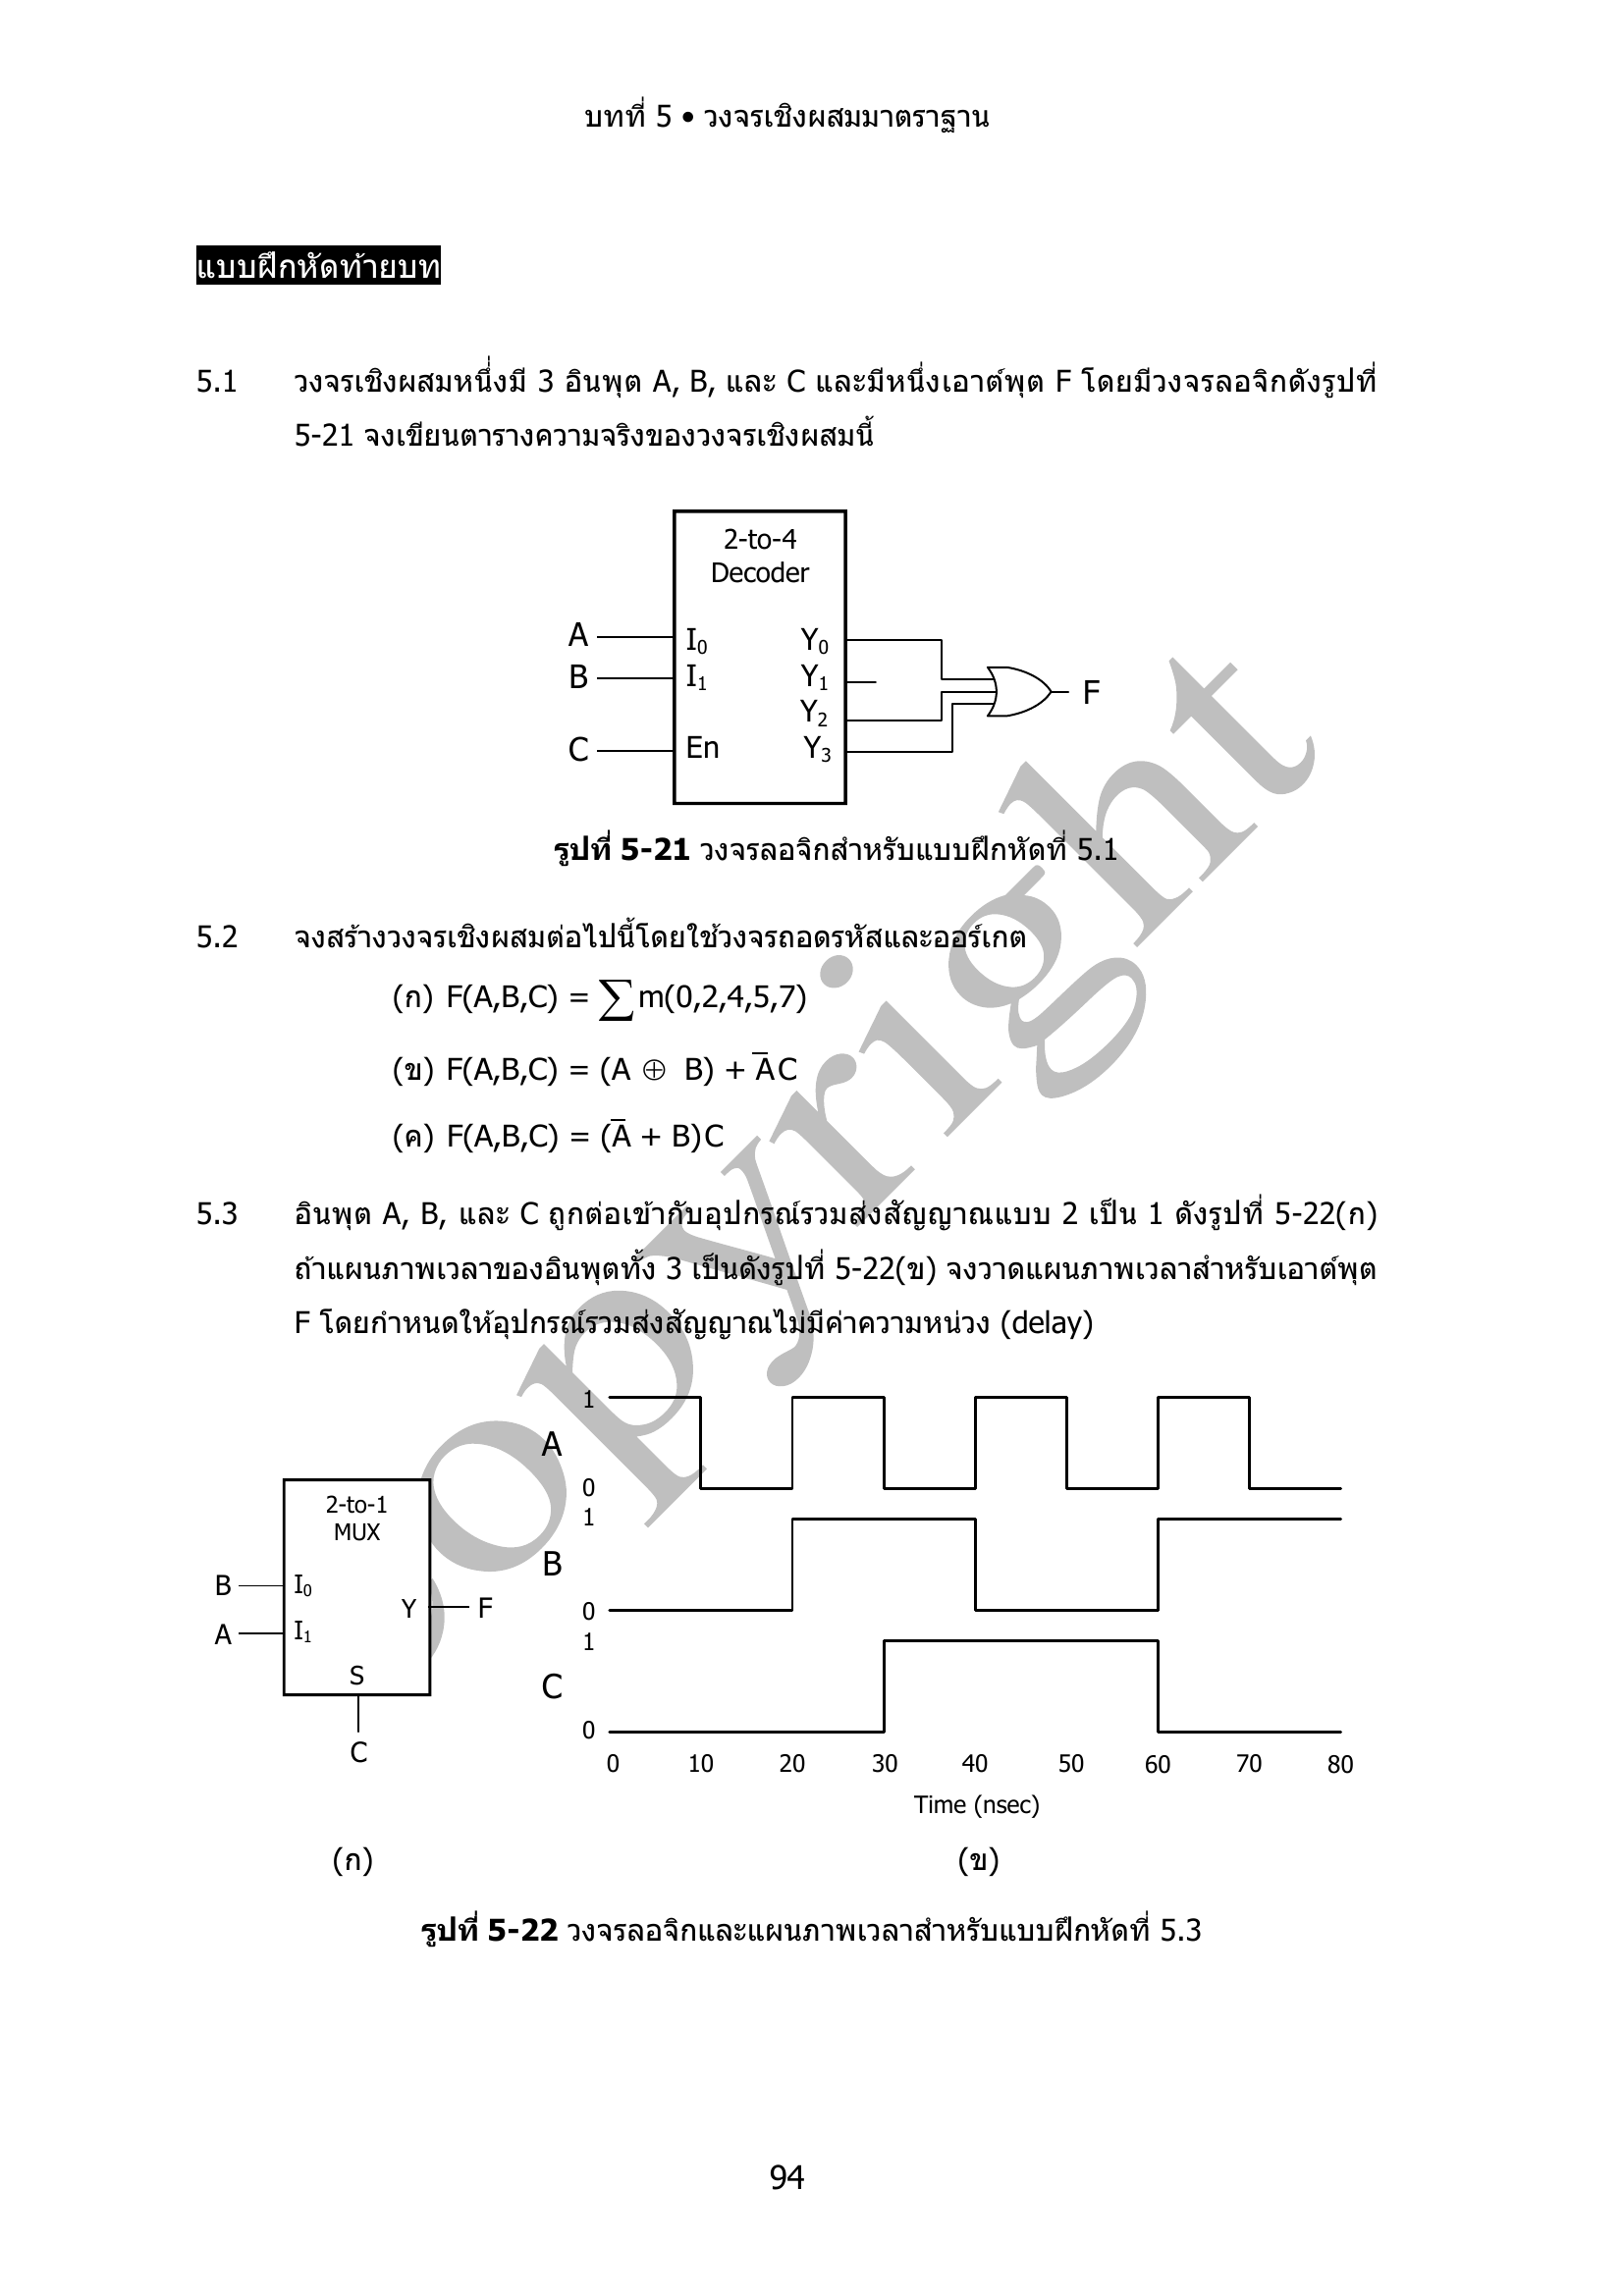 บทที่ 5 • วงจรเชิงผสมมาตราฐาน
แบบฝึกหัดท้ายบท
5.1 วงจรเชิงผสมหนึ่งมี 3 อินพุต A, B, และ C และมีหนึ่งเอาต์พุต F โดยมีวงจรลอจิกดังรูปที่
5-21 จงเขียนตารางความจริงของวงจรเชิงผสมนี้
2-to-4
Decoder
A I₀ Y₀
B I₁ Y₁ F
Y₂
C En Y₃
รูปที่ 5-21 วงจรลอจิกสำหรับแบบฝึกหัดที่ 5.1
5.2 จงสร้างวงจรเชิงผสมต่อไปนี้โดยใช้วงจรถอดรหัสและออร์เกต
(ก) F(A,B,C) = ∑m(0,2,4,5,7)
(ข) F(A,B,C) = (A ⊕ B) + A̅C
(ค) F(A,B,C) = (A̅ + B)C
5.3 อินพุต A, B, และ C ถูกต่อเข้ากับอุปกรณ์รวมส่งสัญญาณแบบ 2 เป็น 1 ดังรูปที่ 5-22(ก)
ถ้าแผนภาพเวลาของอินพุตทั้ง 3 เป็นดังรูปที่ 5-22(ข) จงวาดแผนภาพเวลาสำหรับเอาต์พุต
F โดยกำหนดให้อุปกรณ์รวมส่งสัญญาณไม่มีค่าความหน่วง (delay)
2-to-1
MUX
B I₀
Y F
A I₁
S
C
1
A
0
1
B
0
1
C
0
0 10 20 30 40 50 60 70 80
Time (nsec)
(ก) (ข)
รูปที่ 5-22 วงจรลอจิกและแผนภาพเวลาสำหรับแบบฝึกหัดที่ 5.3
94
copyright